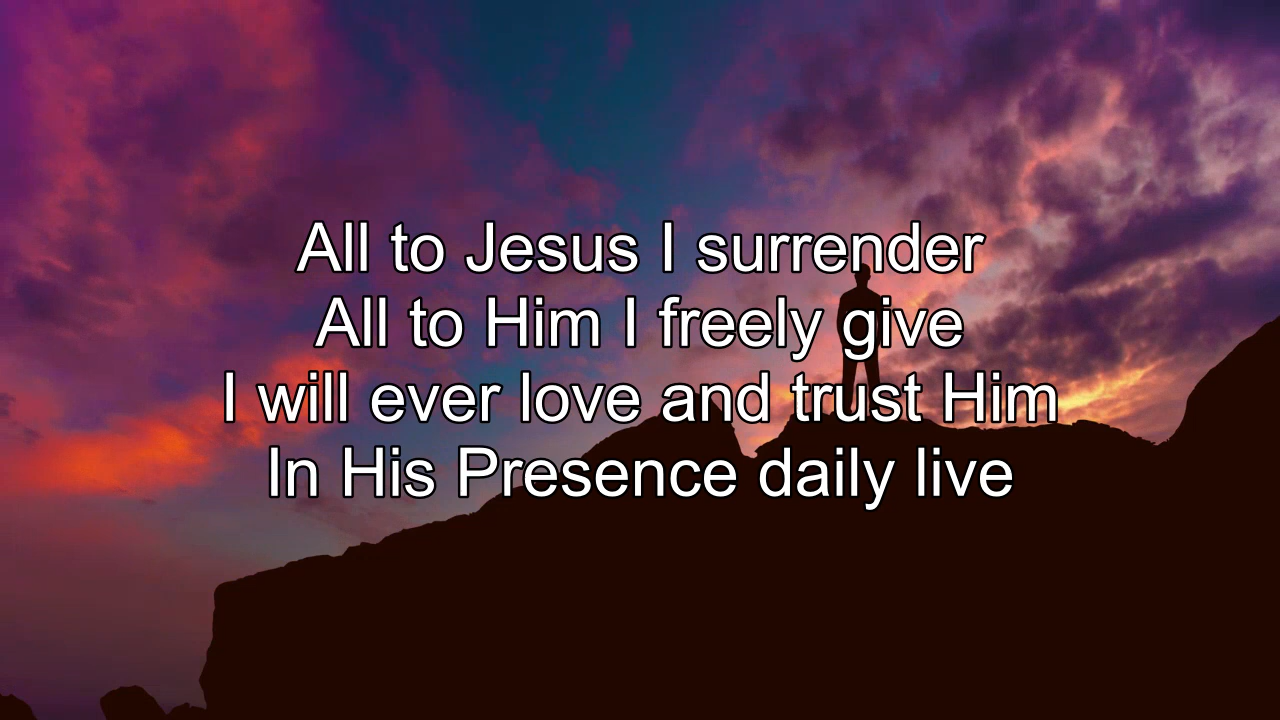 All to Jesus I surrender
All to Him I freely give
I will ever love and trust Him
In His Presence daily live